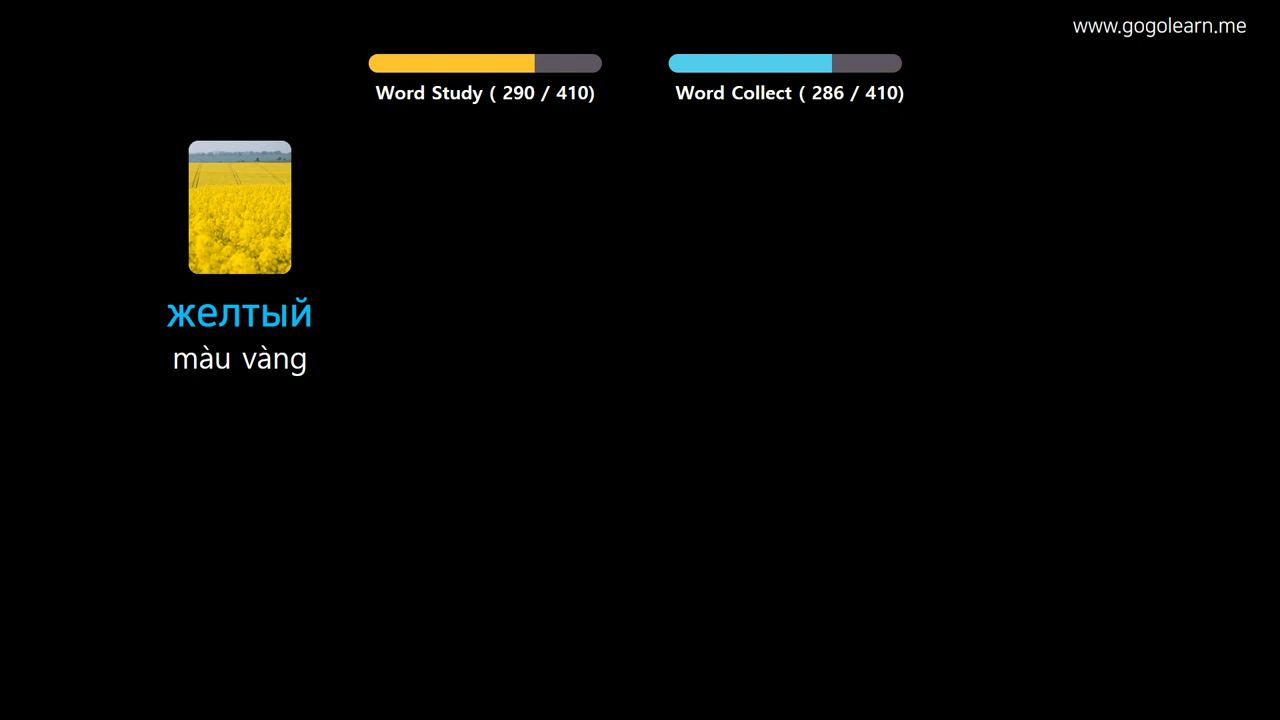 www.gogolearn.me
Word Study ( 290 / 410)
Word Collect ( 286 / 410)
желтый
màu vàng